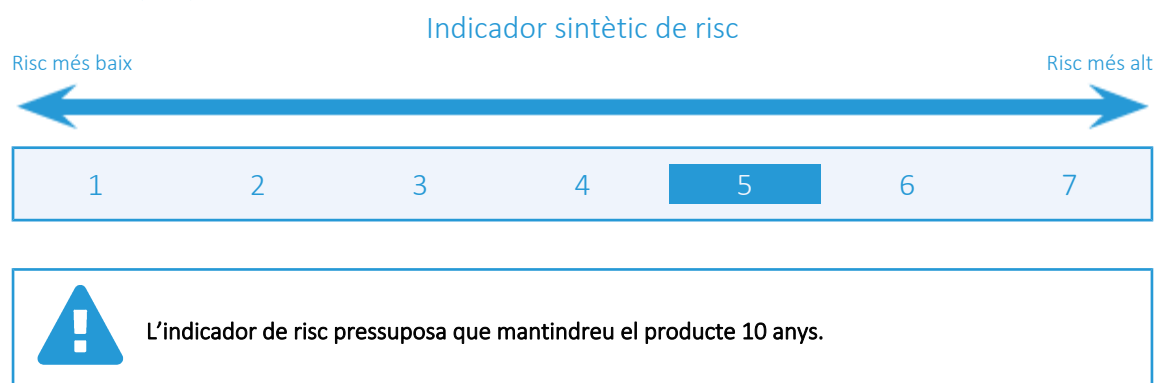 Indicador sintètic de risc
Risc més baix Risc més alt
1 2 3 4 5 6 7
L’indicador de risc pressuposa que mantindreu el producte 10 anys.